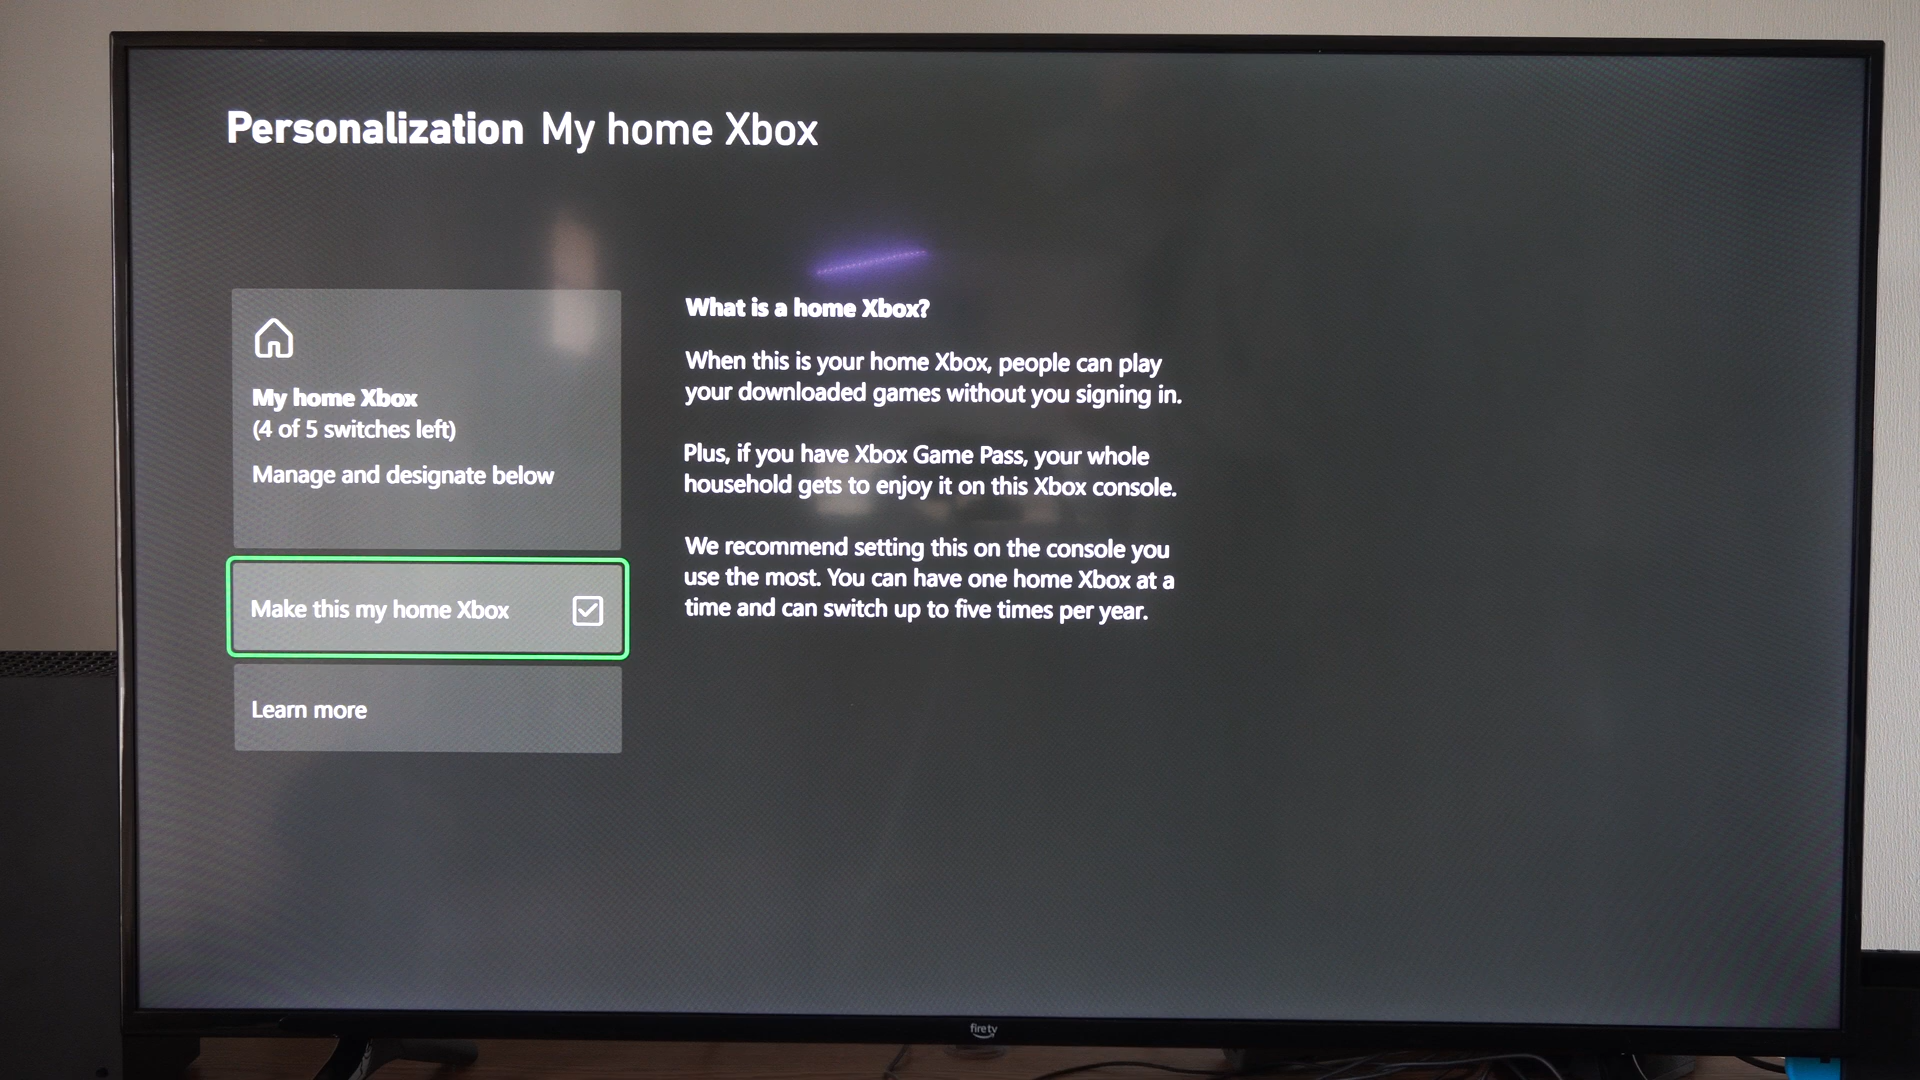 Personalization My home Xbox
My home Xbox
(4 of 5 switches left)
Manage and designate below
Make this my home Xbox
Learn more
What is a home Xbox?
When this is your home Xbox, people can play
your downloaded games without you signing in.
Plus, if you have Xbox Game Pass, your whole
household gets to enjoy it on this Xbox console.
We recommend setting this on the console you
use the most. You can have one home Xbox at a
time and can switch up to five times per year.
firetv